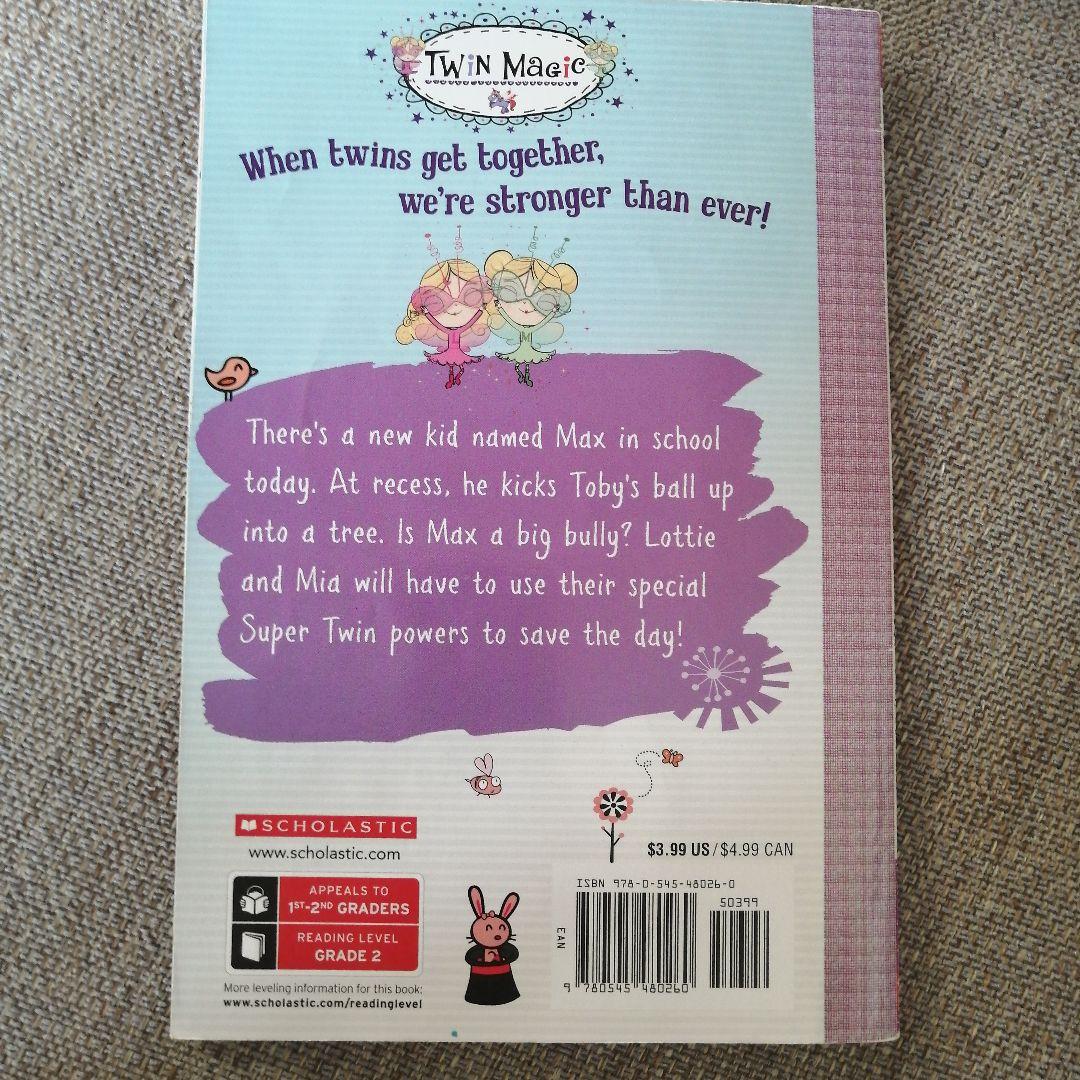 TWiN MaGic
When twins get together,
we're stronger than ever!
There's a new kid named Max in school
today. At recess, he kicks Toby's ball up
into a tree. Is Max a big bully? Lottie
and Mia will have to use their special
Super Twin powers to save the day!
SCHOLASTIC
www.scholastic.com
$3.99 US / $4.99 CAN
APPEALS TO
1ST-2ND GRADERS
READING LEVEL
GRADE 2
More leveling information for this book:
www.scholastic.com/readinglevel
ISBN 978-0-545-48026-0
50399
EAN
9 780545 480260